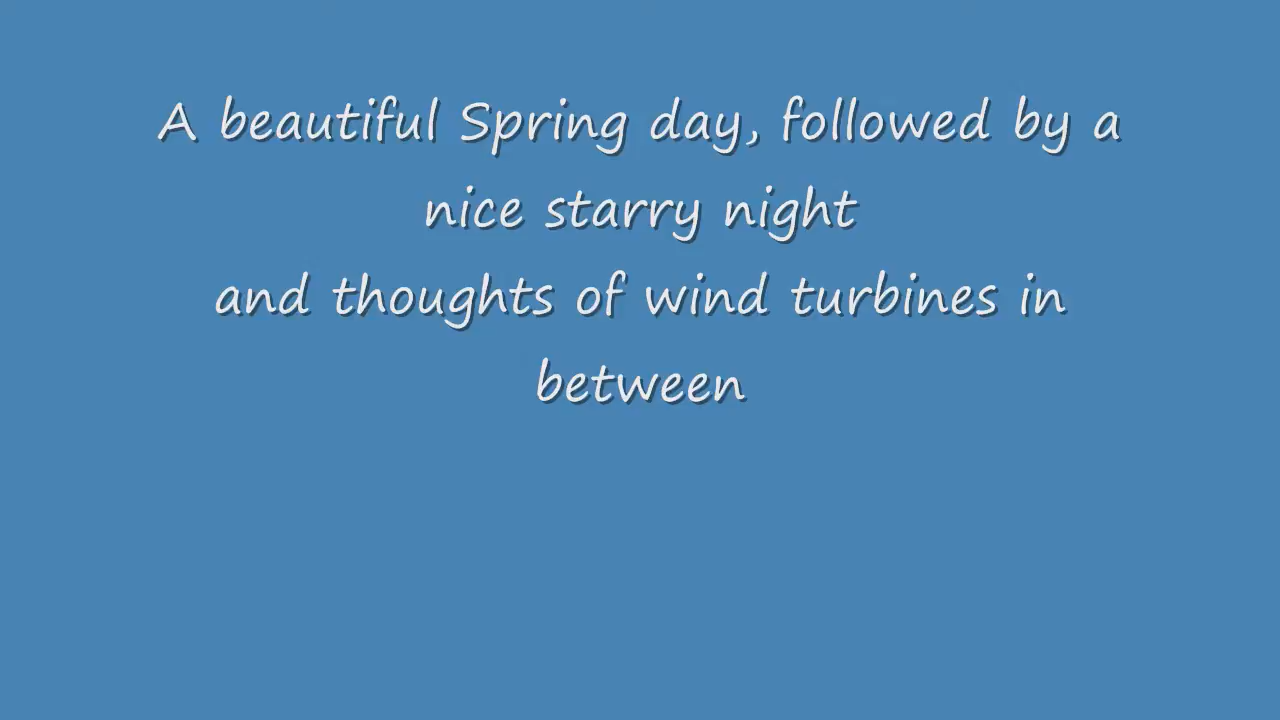 A beautiful Spring day, followed by a
nice starry night
and thoughts of wind turbines in
between